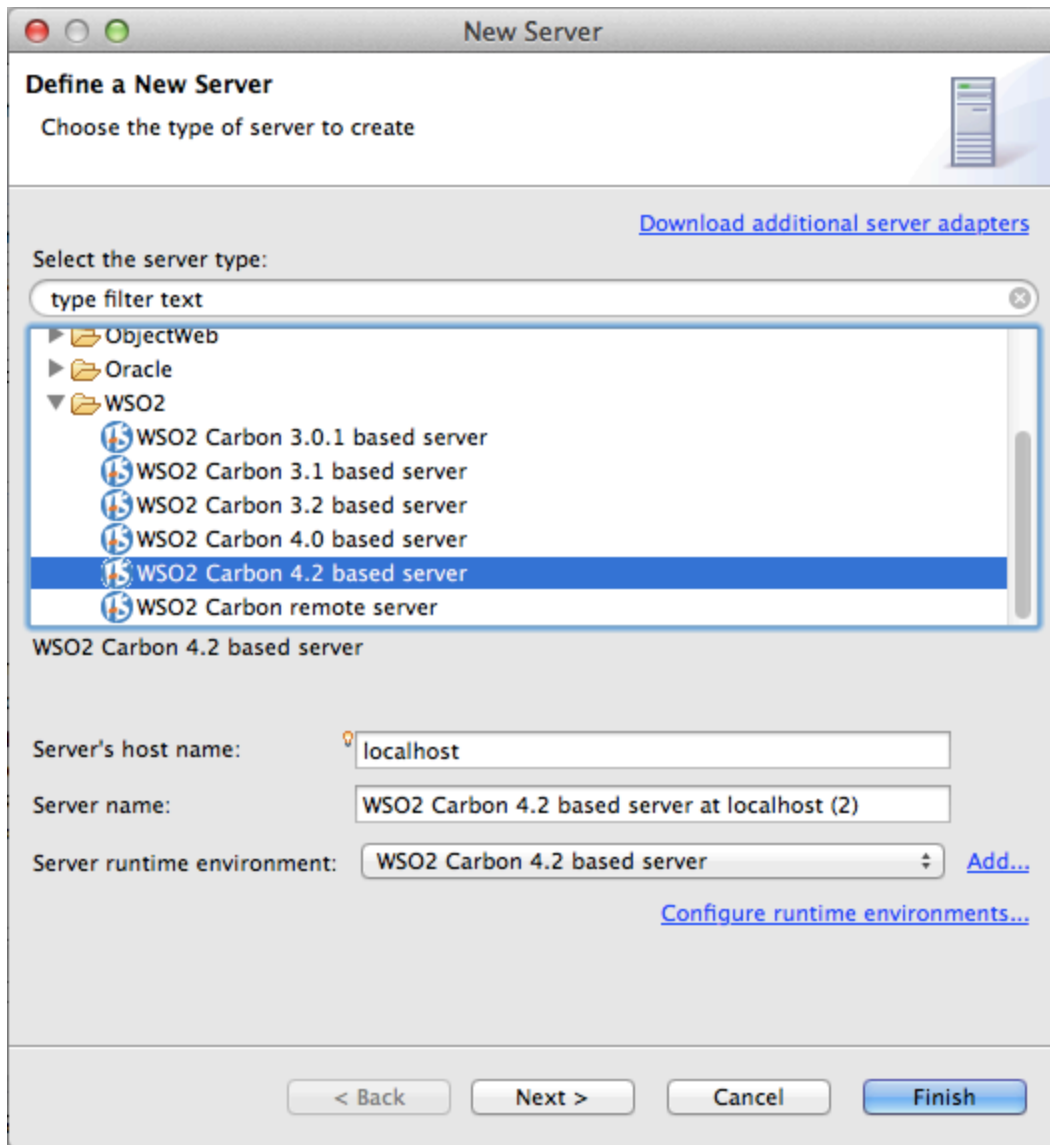 New Server
Define a New Server
Choose the type of server to create
Download additional server adapters
Select the server type:
type filter text
ObjectWeb
Oracle
WSO2
WSO2 Carbon 3.0.1 based server
WSO2 Carbon 3.1 based server
WSO2 Carbon 3.2 based server
WSO2 Carbon 4.0 based server
WSO2 Carbon 4.2 based server
WSO2 Carbon remote server
WSO2 Carbon 4.2 based server
Server's host name: localhost
Server name: WSO2 Carbon 4.2 based server at localhost (2)
Server runtime environment: WSO2 Carbon 4.2 based server Add...
Configure runtime environments...
< Back Next > Cancel Finish